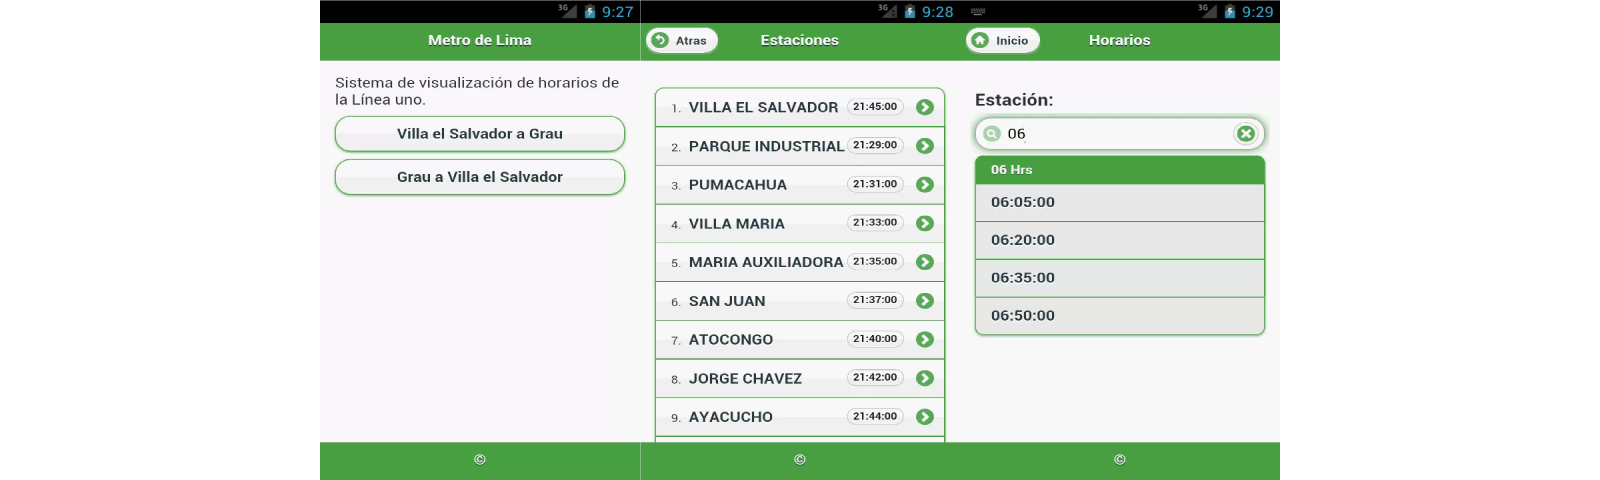 3G 9:27
Metro de Lima
Sistema de visualización de horarios de
la Línea uno.
Villa el Salvador a Grau
Grau a Villa el Salvador
©
3G 9:28
Atras Estaciones
1. VILLA EL SALVADOR 21:45:00
2. PARQUE INDUSTRIAL 21:29:00
3. PUMACAHUA 21:31:00
4. VILLA MARIA 21:33:00
5. MARIA AUXILIADORA 21:35:00
6. SAN JUAN 21:37:00
7. ATOCONGO 21:40:00
8. JORGE CHAVEZ 21:42:00
9. AYACUCHO 21:44:00
©
3G 9:29
Inicio Horarios
Estación:
06
06 Hrs
06:05:00
06:20:00
06:35:00
06:50:00
©